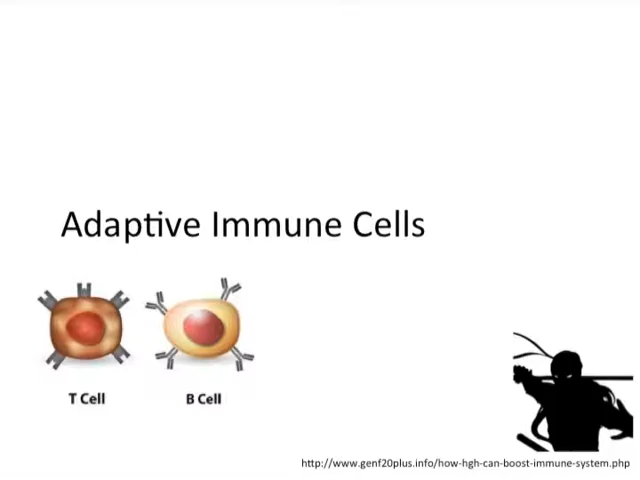 Adaptive Immune Cells
T Cell
B Cell
http://www.genf20plus.info/how-hgh-can-boost-immune-system.php